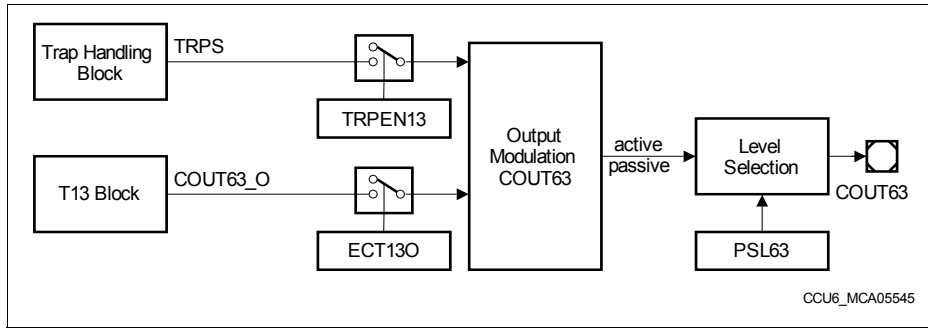 Trap Handling
Block
TRPS
TRPEN13
T13 Block
COUT63_O
ECT13O
Output
Modulation
COUT63
active
passive
Level
Selection
PSL63
COUT63
CCU6_MCA05545